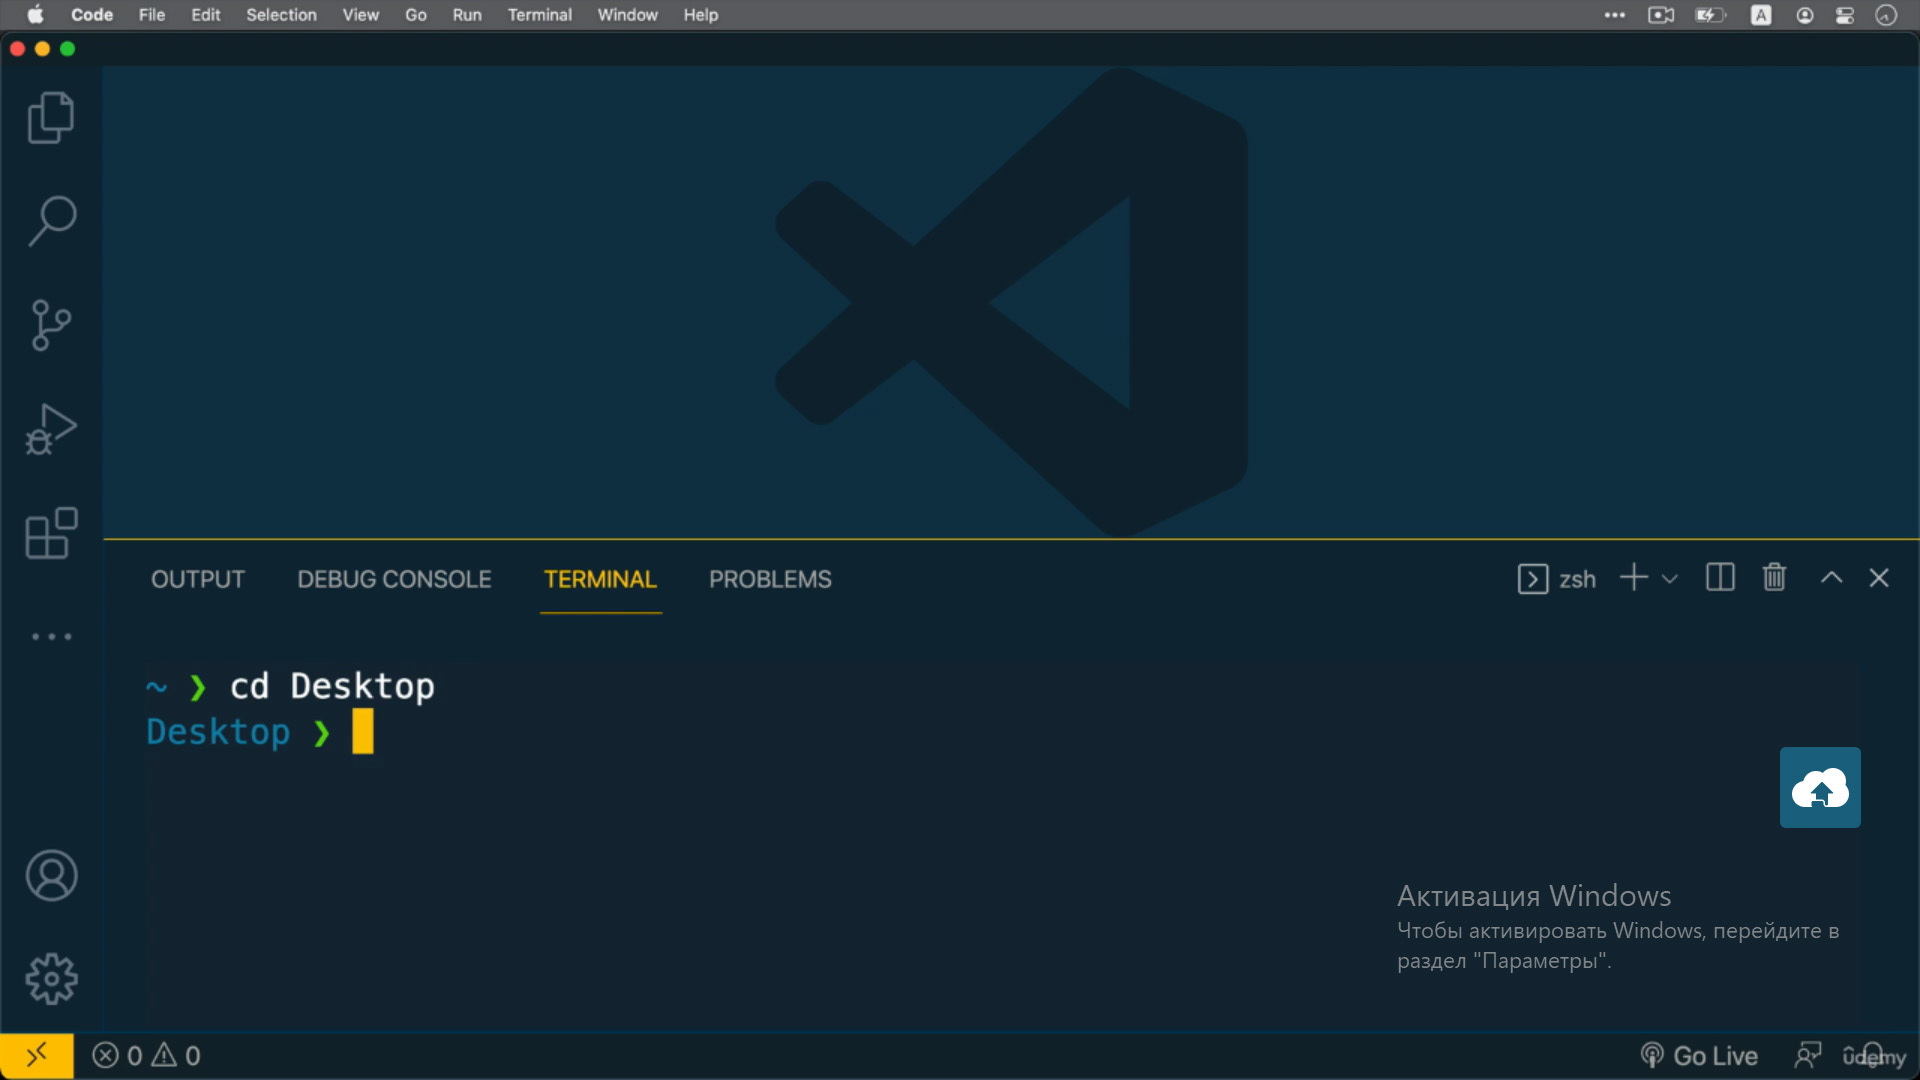 Code File Edit Selection View Go Run Terminal Window Help A
OUTPUT DEBUG CONSOLE TERMINAL PROBLEMS zsh
~ ❯ cd Desktop
Desktop ❯
Активация Windows
Чтобы активировать Windows, перейдите в
раздел "Параметры".
0 0 Go Live ûdemy